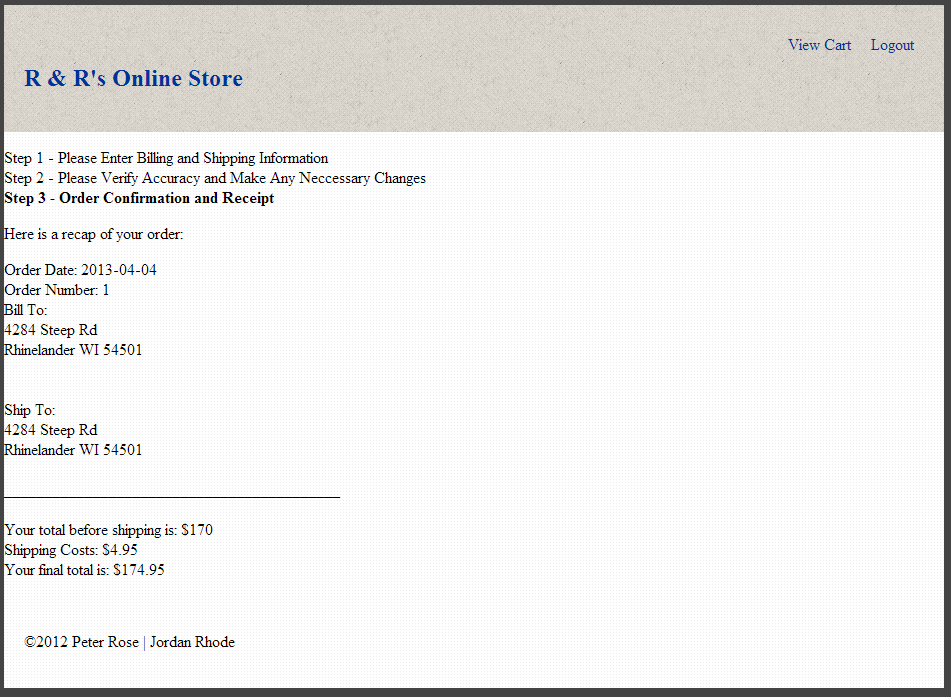 View Cart Logout
R & R's Online Store
Step 1 - Please Enter Billing and Shipping Information
Step 2 - Please Verify Accuracy and Make Any Neccessary Changes
Step 3 - Order Confirmation and Receipt
Here is a recap of your order:
Order Date: 2013-04-04
Order Number: 1
Bill To:
4284 Steep Rd
Rhinelander WI 54501
Ship To:
4284 Steep Rd
Rhinelander WI 54501
Your total before shipping is: $170
Shipping Costs: $4.95
Your final total is: $174.95
©2012 Peter Rose | Jordan Rhode